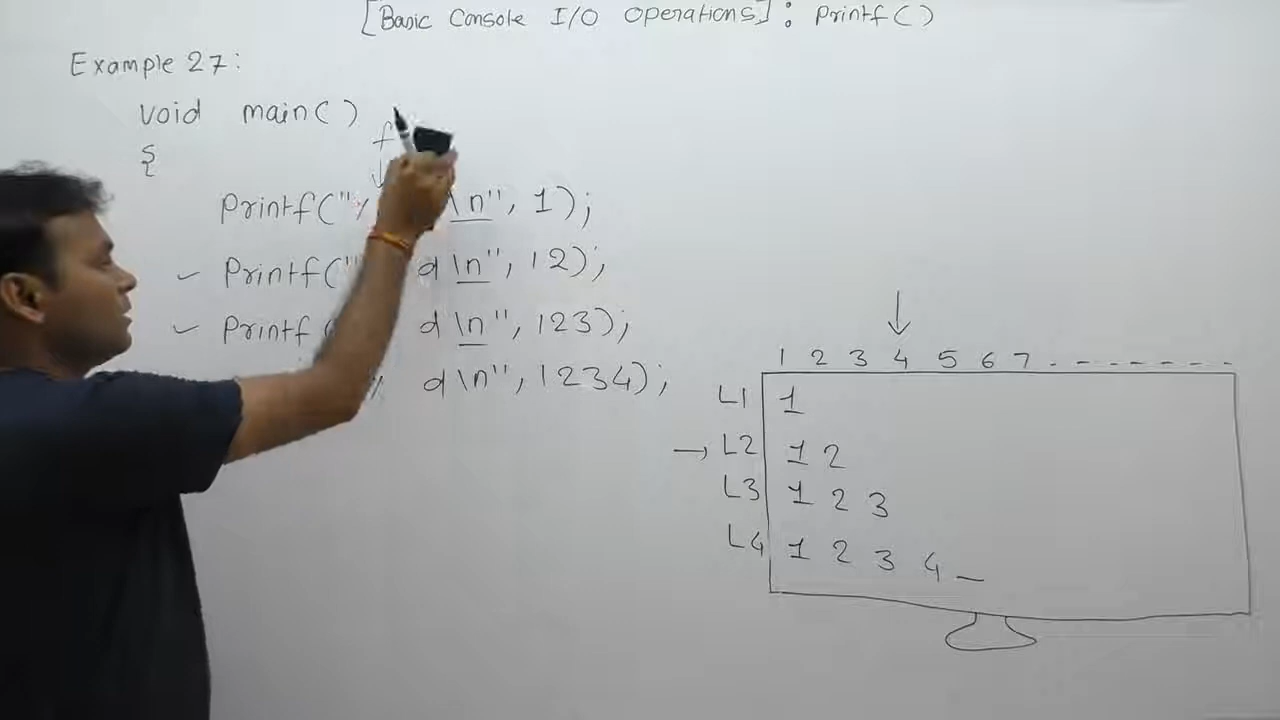 [Basic Console I/O Operations]: Printf()
Example 27:
void main()
{
f
Printf("% \n", 1);
Printf(" d\n", 12);
Printf( d\n", 123);
% d\n", 1234);
1 2 3 4 5 6 7 . - - - - - - -
L1 1
→ L2 1 2
L3 1 2 3
L4 1 2 3 4 _